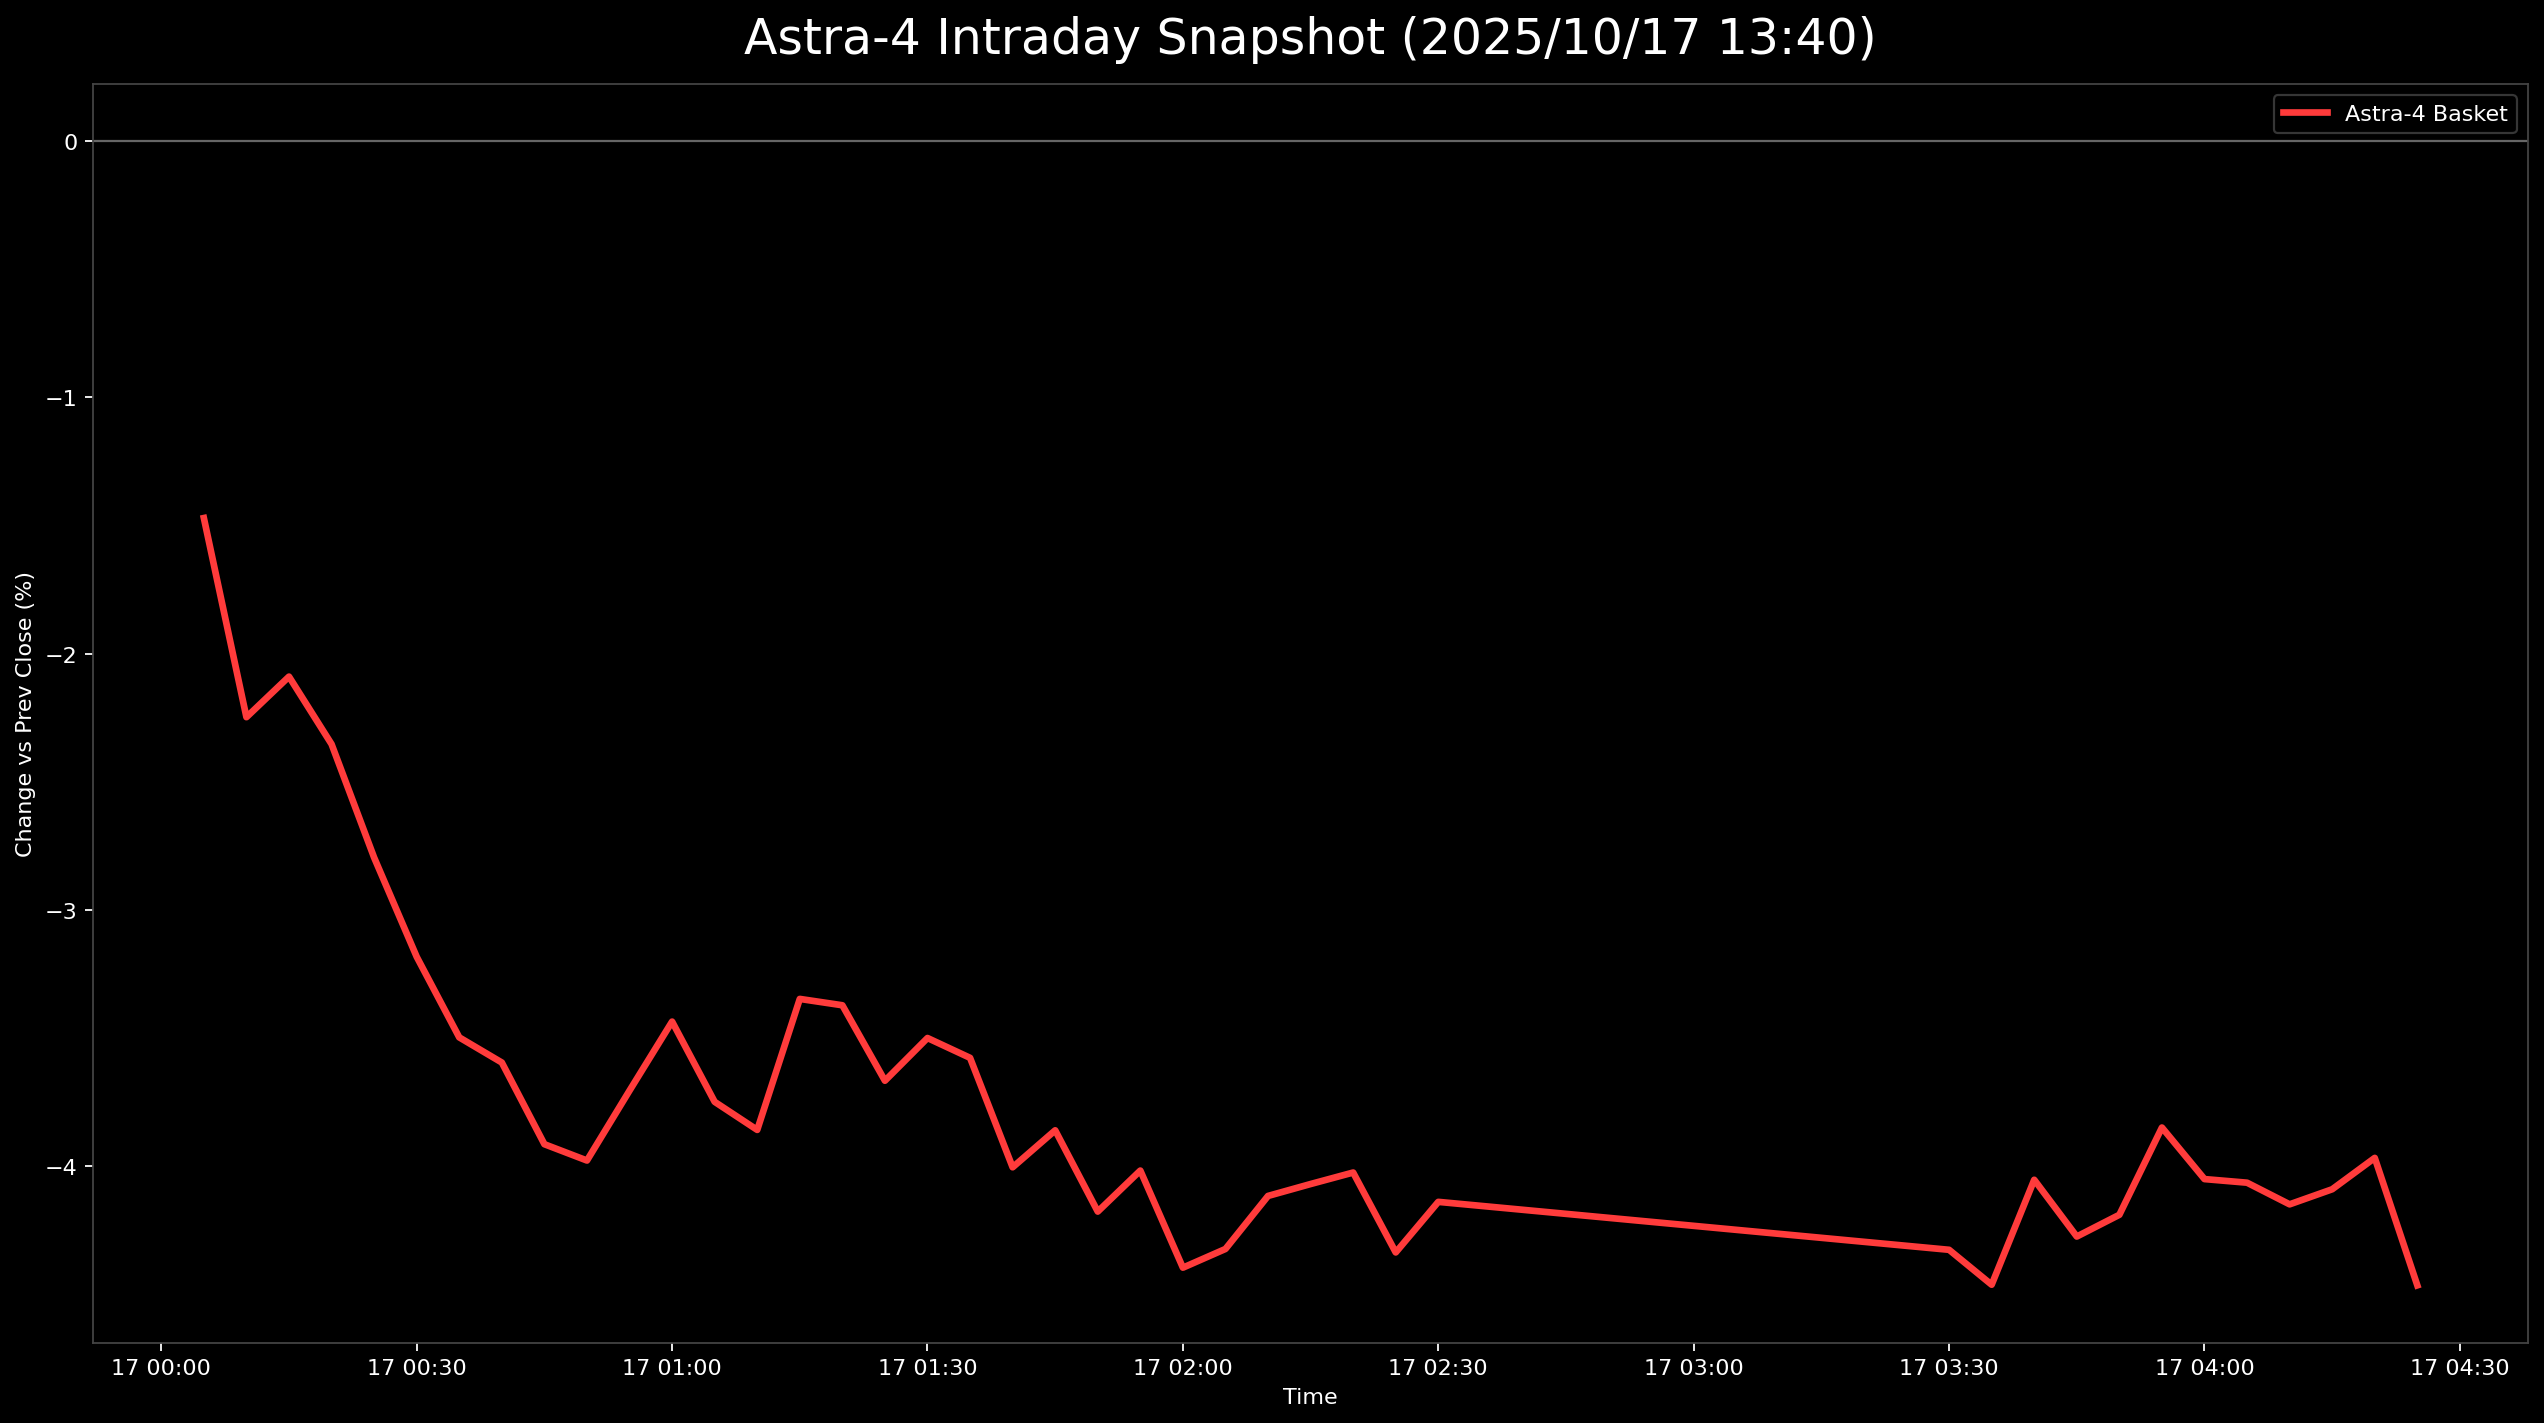 Astra-4 Intraday Snapshot (2025/10/17 13:40)
Astra-4 Basket
Change vs Prev Close (%)
0
−1
−2
−3
−4
17 00:00 17 00:30 17 01:00 17 01:30 17 02:00 17 02:30 17 03:00 17 03:30 17 04:00 17 04:30
Time